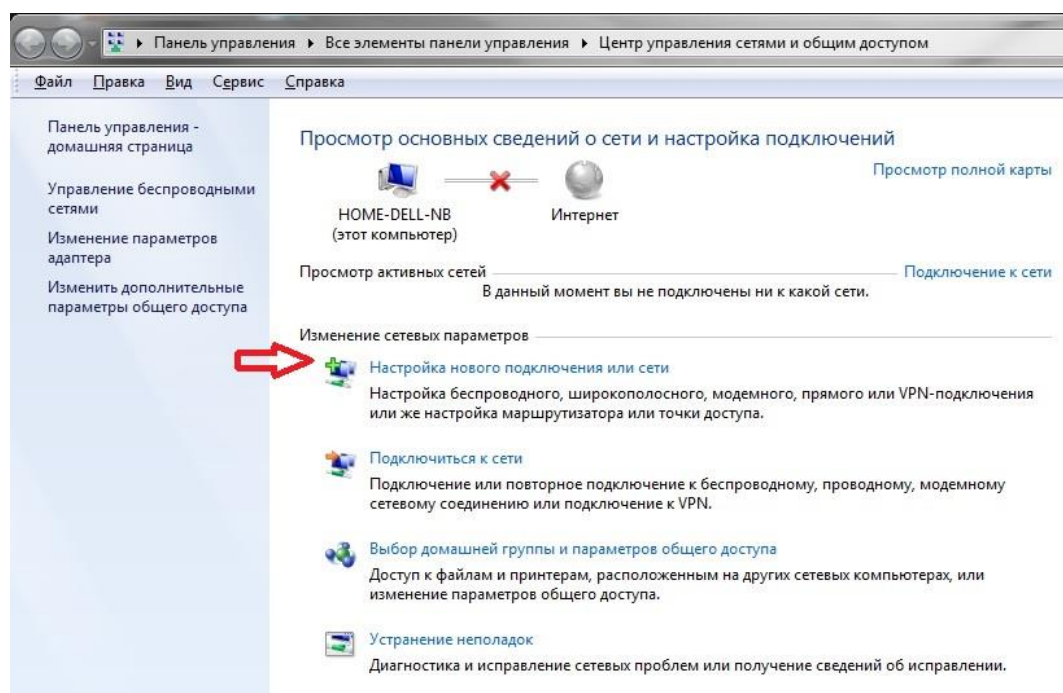 Панель управления ▸ Все элементы панели управления ▸ Центр управления сетями и общим доступом
Файл Правка Вид Сервис Справка
Панель управления -
домашняя страница
Управление беспроводными
сетями
Изменение параметров
адаптера
Изменить дополнительные
параметры общего доступа
Просмотр основных сведений о сети и настройка подключений
Просмотр полной карты
HOME-DELL-NB
(этот компьютер)
Интернет
Просмотр активных сетей
Подключение к сети
В данный момент вы не подключены ни к какой сети.
Изменение сетевых параметров
Настройка нового подключения или сети
Настройка беспроводного, широкополосного, модемного, прямого или VPN-подключения
или же настройка маршрутизатора или точки доступа.
Подключиться к сети
Подключение или повторное подключение к беспроводному, проводному, модемному
сетевому соединению или подключение к VPN.
Выбор домашней группы и параметров общего доступа
Доступ к файлам и принтерам, расположенным на других сетевых компьютерах, или
изменение параметров общего доступа.
Устранение неполадок
Диагностика и исправление сетевых проблем или получение сведений об исправлении.